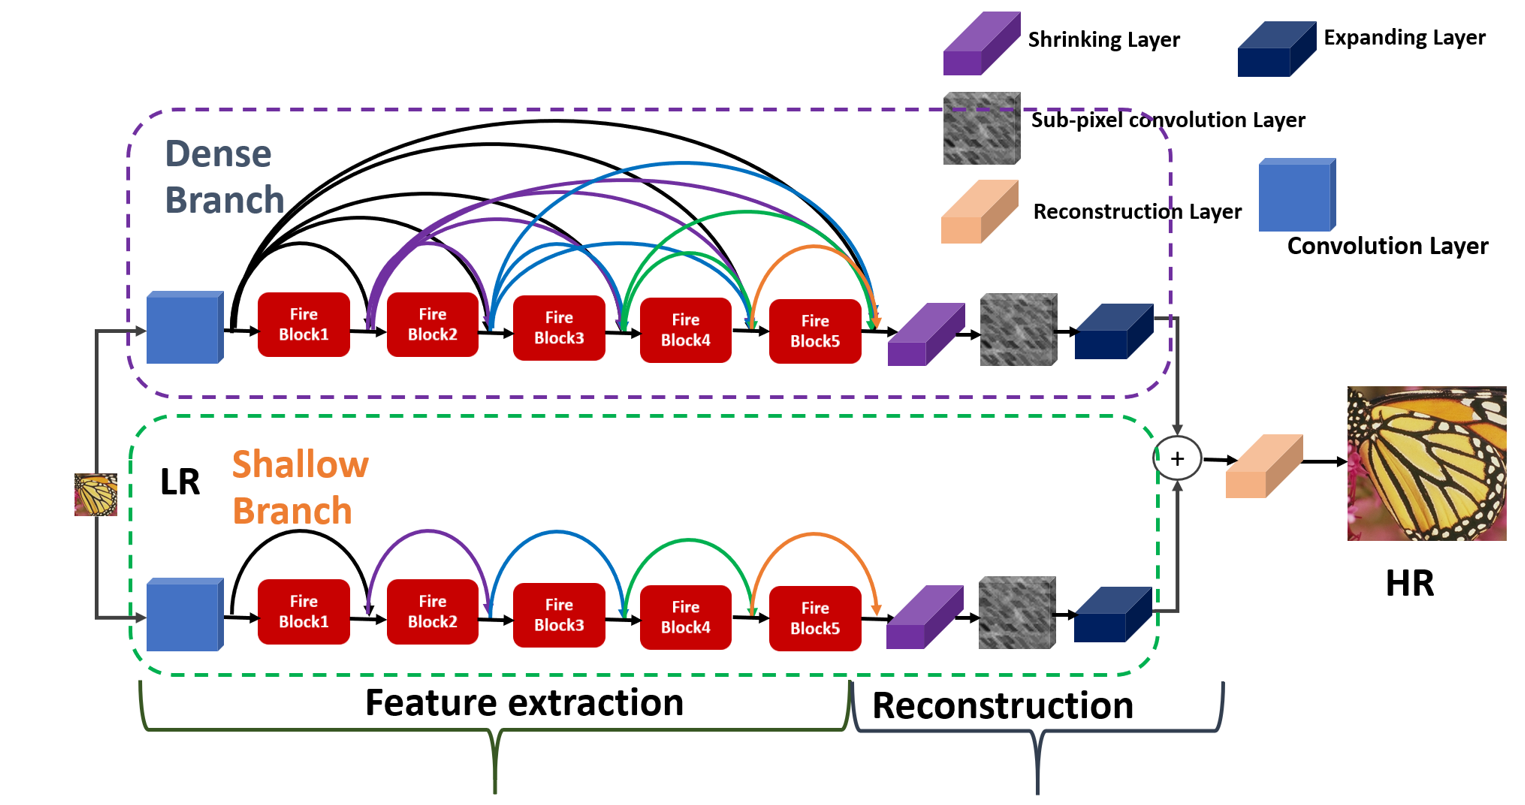 Shrinking Layer
Expanding Layer
Sub-pixel convolution Layer
Reconstruction Layer
Convolution Layer
Dense
Branch
Fire
Block1
Fire
Block2
Fire
Block3
Fire
Block4
Fire
Block5
LR
Shallow
Branch
+
HR
Fire
Block1
Fire
Block2
Fire
Block3
Fire
Block4
Fire
Block5
Feature extraction
Reconstruction